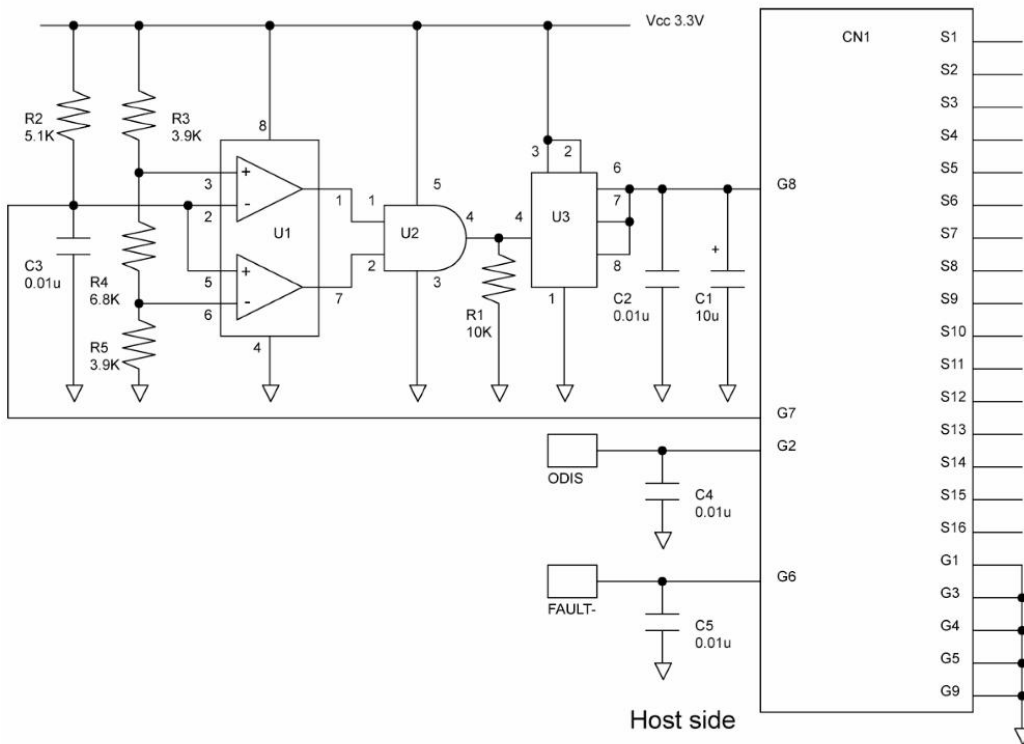 Vcc 3.3V
CN1
S1
S2
S3
S4
S5
S6
S7
S8
S9
S10
S11
S12
S13
S14
S15
S16
G1
G3
G4
G5
G9
R2
5.1K
R3
3.9K
8
3
2
1
U1
5
6
7
4
C3
0.01u
R4
6.8K
R5
3.9K
1
2
U2
5
4
3
R1
10K
3
2
4
U3
6
7
8
1
C2
0.01u
+
C1
10u
G8
G7
G2
ODIS
C4
0.01u
G6
FAULT-
C5
0.01u
+
-
+
-
Host side